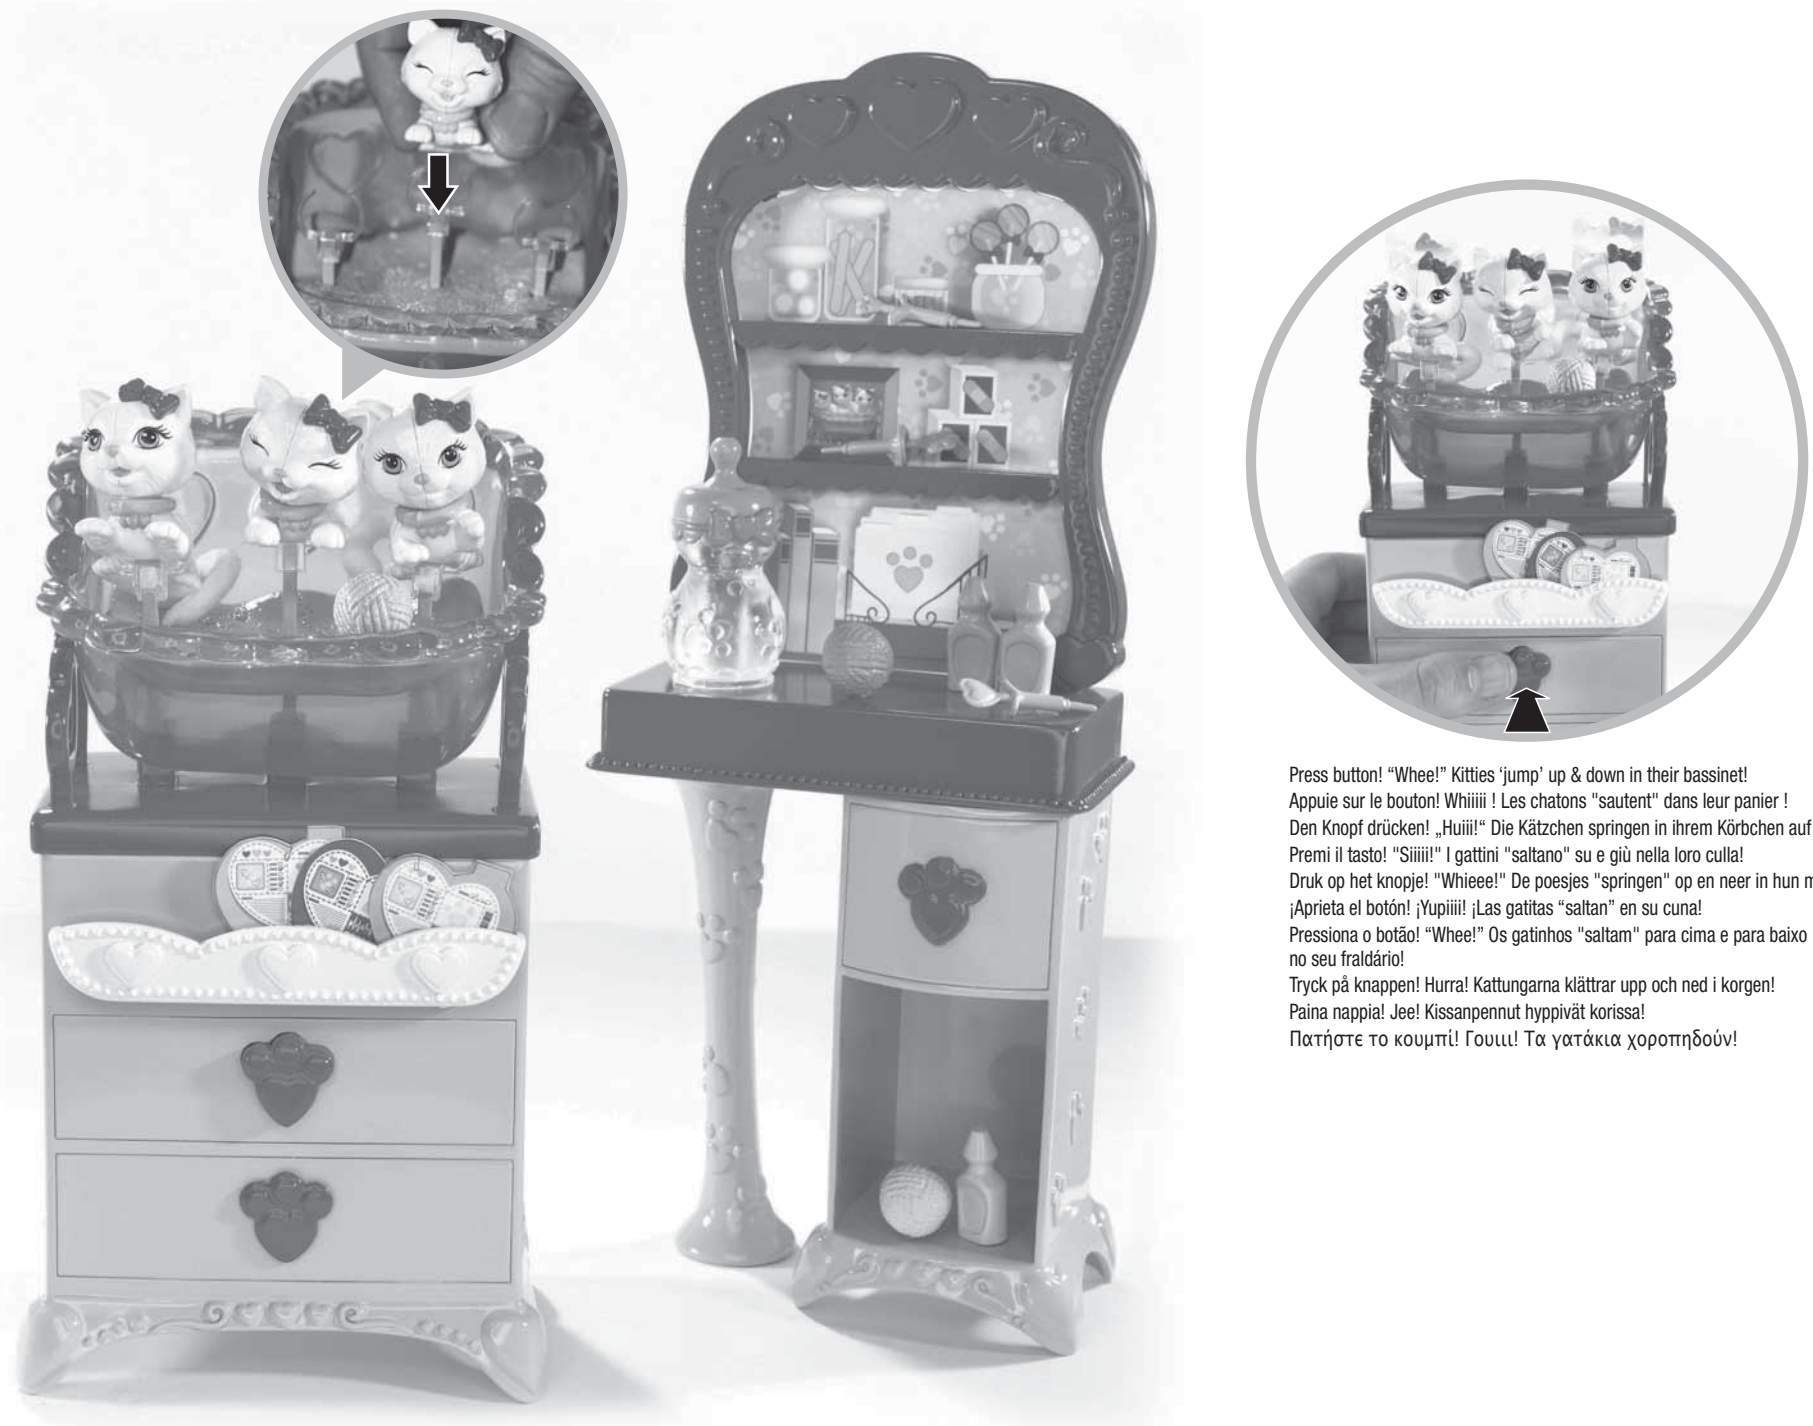 Press button! “Whee!” Kitties ‘jump’ up & down in their bassinet!
Appuie sur le bouton! Whiiiii ! Les chatons "sautent" dans leur panier !
Den Knopf drücken! „Huiii!“ Die Kätzchen springen in ihrem Körbchen auf
Premi il tasto! "Siiiii!" I gattini "saltano" su e giù nella loro culla!
Druk op het knopje! "Whieee!" De poesjes "springen" op en neer in hun
¡Aprieta el botón! ¡Yupiiii! ¡Las gatitas “saltan” en su cuna!
Pressiona o botão! “Whee!” Os gatinhos "saltam" para cima e para baixo
no seu fraldário!
Tryck på knappen! Hurra! Kattungarna klättrar upp och ned i korgen!
Paina nappia! Jee! Kissanpennut hyppivät korissa!
Πατήστε το κουμπί! Γουιιι! Τα γατάκια χοροπηδούν!